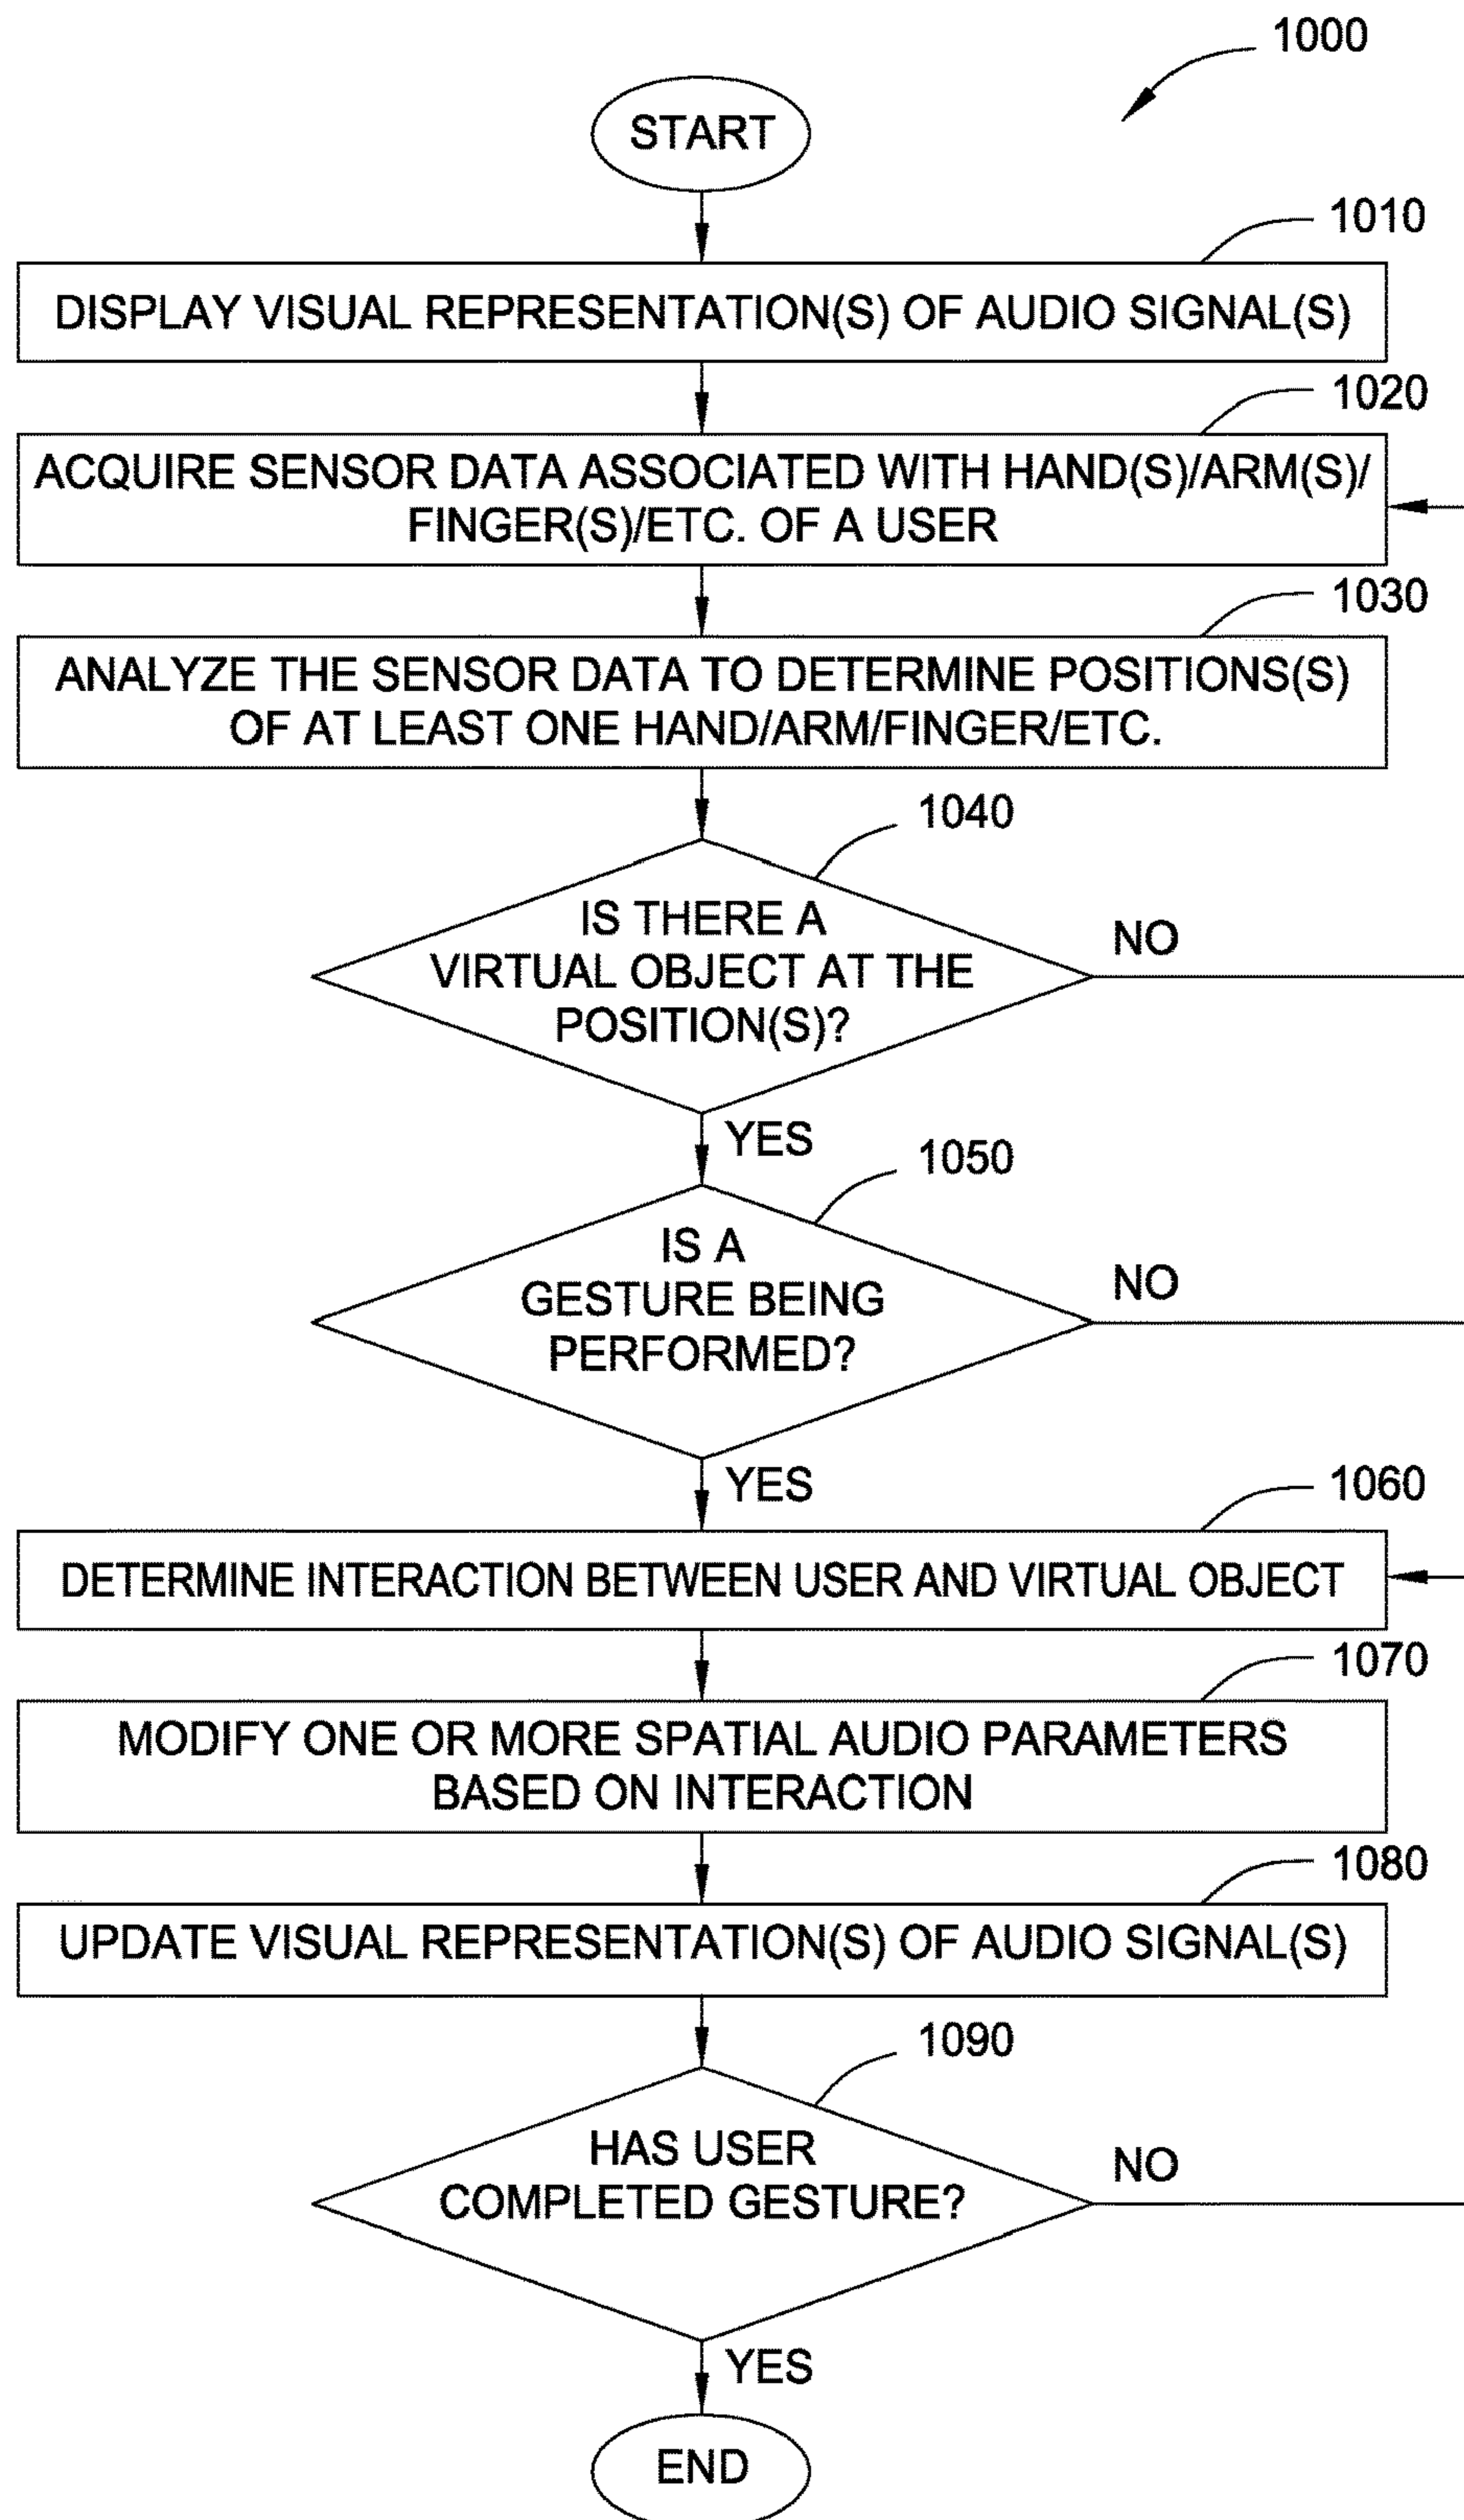 1000
START
1010
DISPLAY VISUAL REPRESENTATION(S) OF AUDIO SIGNAL(S)
1020
ACQUIRE SENSOR DATA ASSOCIATED WITH HAND(S)/ARM(S)/
FINGER(S)/ETC. OF A USER
1030
ANALYZE THE SENSOR DATA TO DETERMINE POSITIONS(S)
OF AT LEAST ONE HAND/ARM/FINGER/ETC.
1040
IS THERE A
VIRTUAL OBJECT AT THE
POSITION(S)?
NO
YES
1050
IS A
GESTURE BEING
PERFORMED?
NO
YES
1060
DETERMINE INTERACTION BETWEEN USER AND VIRTUAL OBJECT
1070
MODIFY ONE OR MORE SPATIAL AUDIO PARAMETERS
BASED ON INTERACTION
1080
UPDATE VISUAL REPRESENTATION(S) OF AUDIO SIGNAL(S)
1090
HAS USER
COMPLETED GESTURE?
NO
YES
END